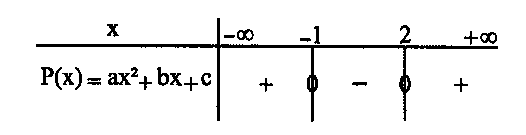 x -∞ -1 2 +∞
P(x) = ax²+ bx+c + 0 - 0 +